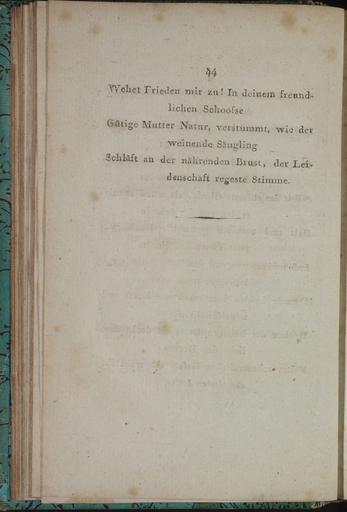 44
Wehet Frieden mir zu! In deinem freund-
lichen Schoofse
Gütige Mutter Natur, verstummt, wie der
weinende Säugling
Schläft an der nährenden Brust, der Lei-
denschaft regeste Stimme.